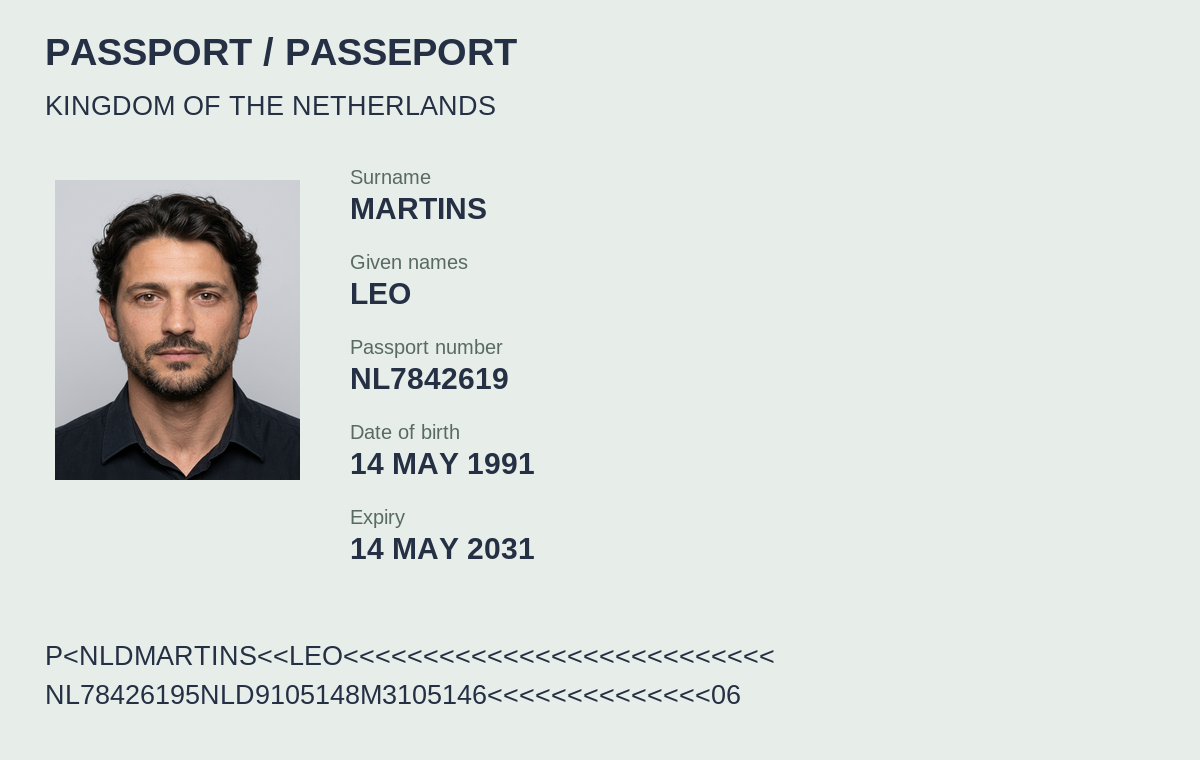 PASSPORT / PASSEPORT
KINGDOM OF THE NETHERLANDS
Surname
MARTINS
Given names
LEO
Passport number
NL7842619
Date of birth
14 MAY 1991
Expiry
14 MAY 2031
P<NLDMARTINS<<LEO<<<<<<<<<<<<<<<<<<<<<<<<<<<
NL78426195NLD9105148M3105146<<<<<<<<<<<<<<06